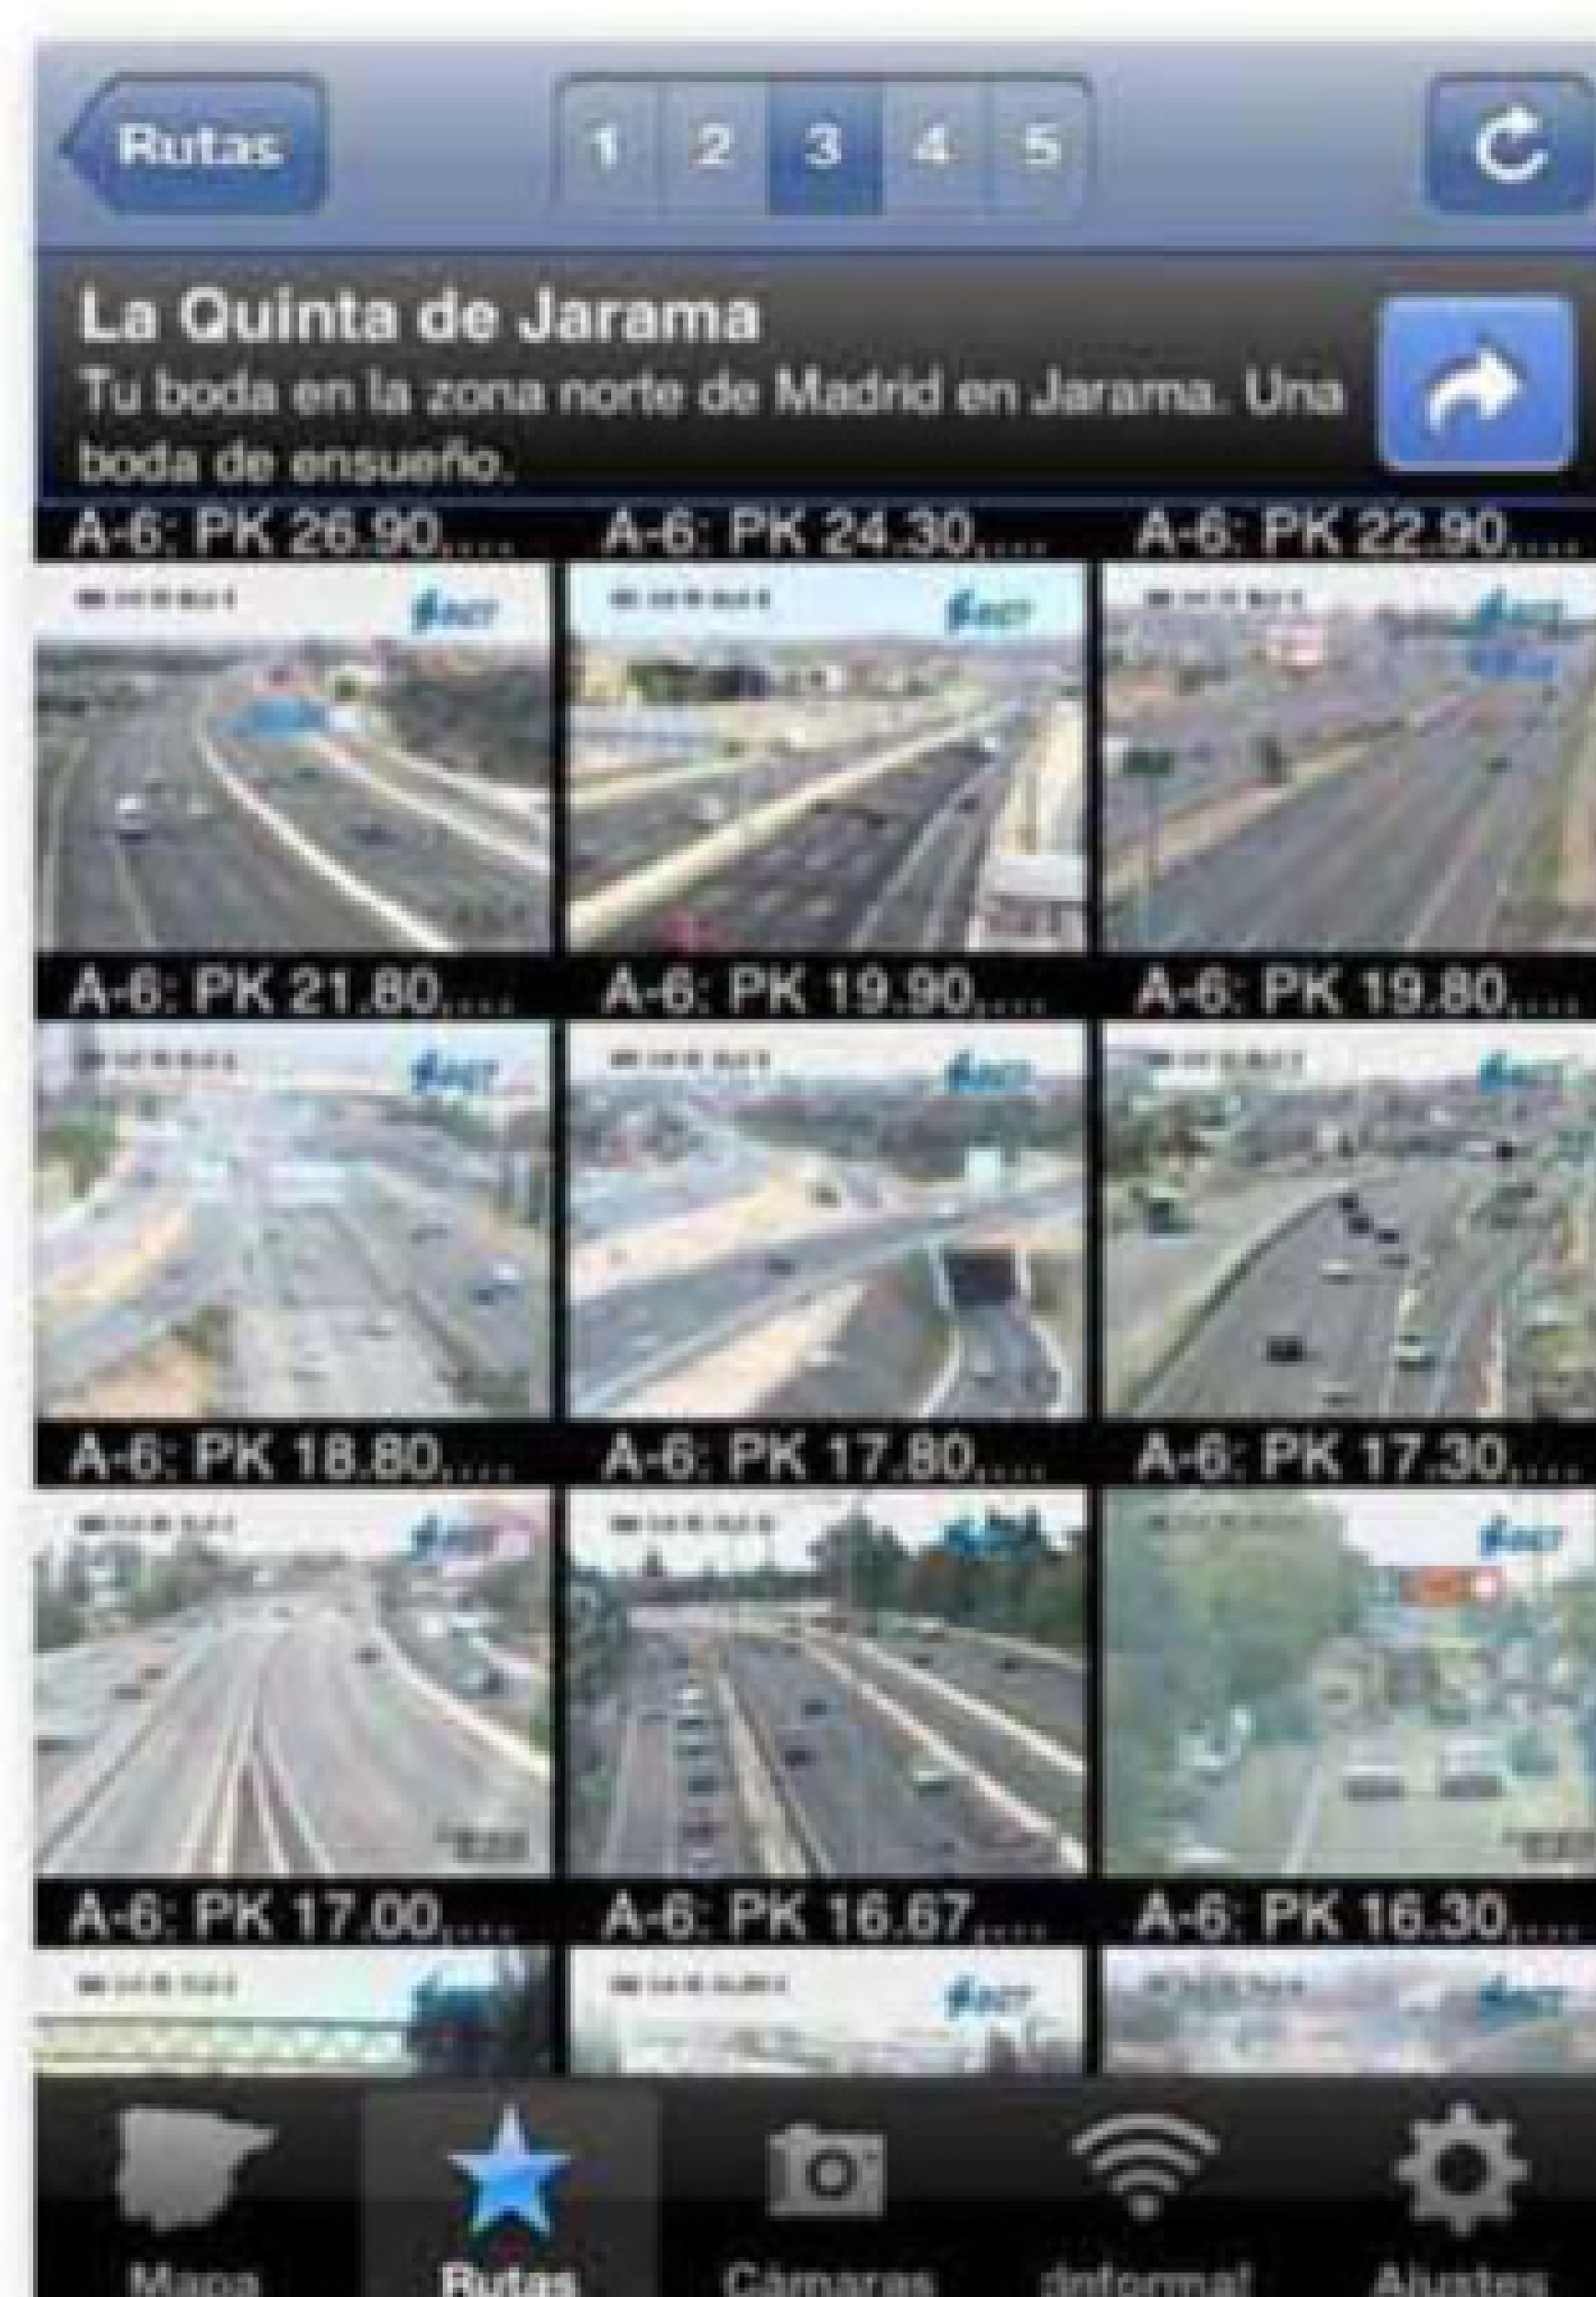 Rutas
1 2 3 4 5
La Quinta de Jarama
Tu boda en la zona norte de Madrid en Jarama. Una
boda de ensueño.
A-6: PK 26.90,... A-6: PK 24.30,... A-6: PK 22.90,...
A-6: PK 21.80,... A-6: PK 19.90,... A-6: PK 19.80,...
A-6: PK 18.80,... A-6: PK 17.80,... A-6: PK 17.30,...
A-6: PK 17.00,... A-6: PK 16.67,... A-6: PK 16.30,...
Mapa Rutas Cámaras ¡Informa! Ajustes